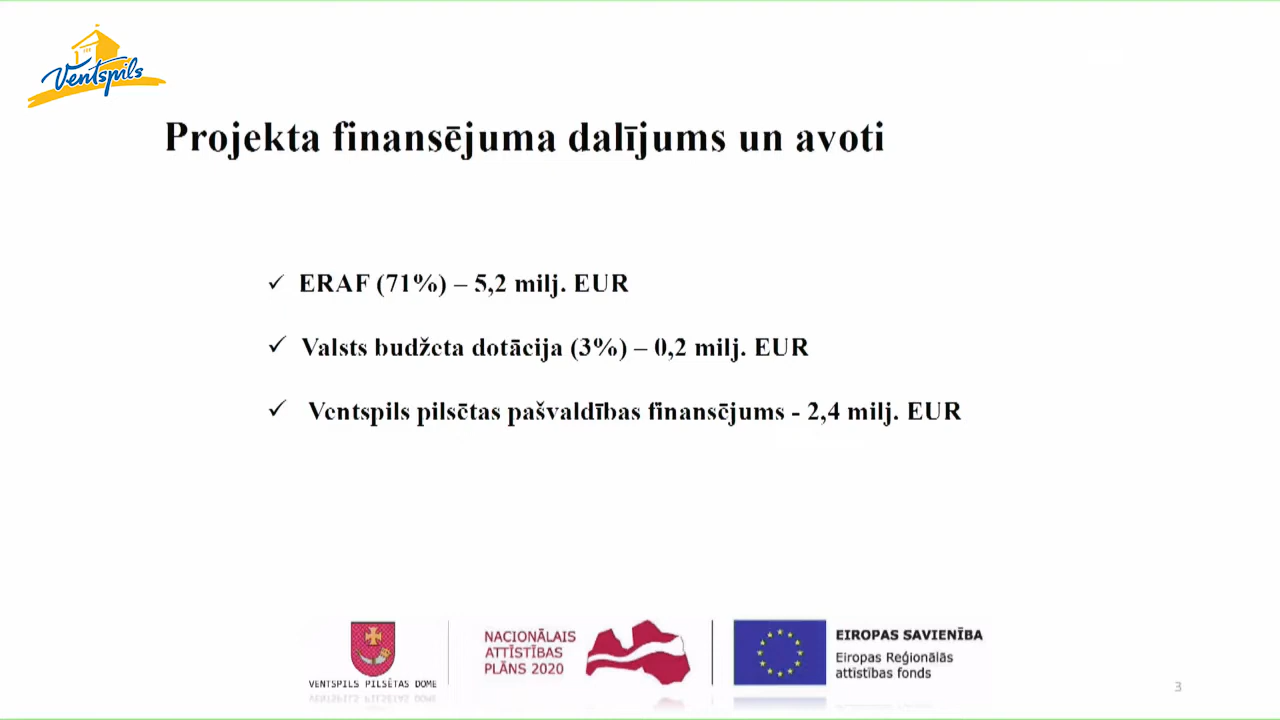 Ventspils
Projekta finansējuma dalījums un avoti
✓ ERAF (71%) – 5,2 milj. EUR
✓ Valsts budžeta dotācija (3%) – 0,2 milj. EUR
✓ Ventspils pilsētas pašvaldības finansējums - 2,4 milj. EUR
VENTSPILS PILSĒTAS DOME
NACIONĀLAIS
ATTĪSTĪBAS
PLĀNS 2020
EIROPAS SAVIENĪBA
Eiropas Reģionālās
attīstības fonds
3